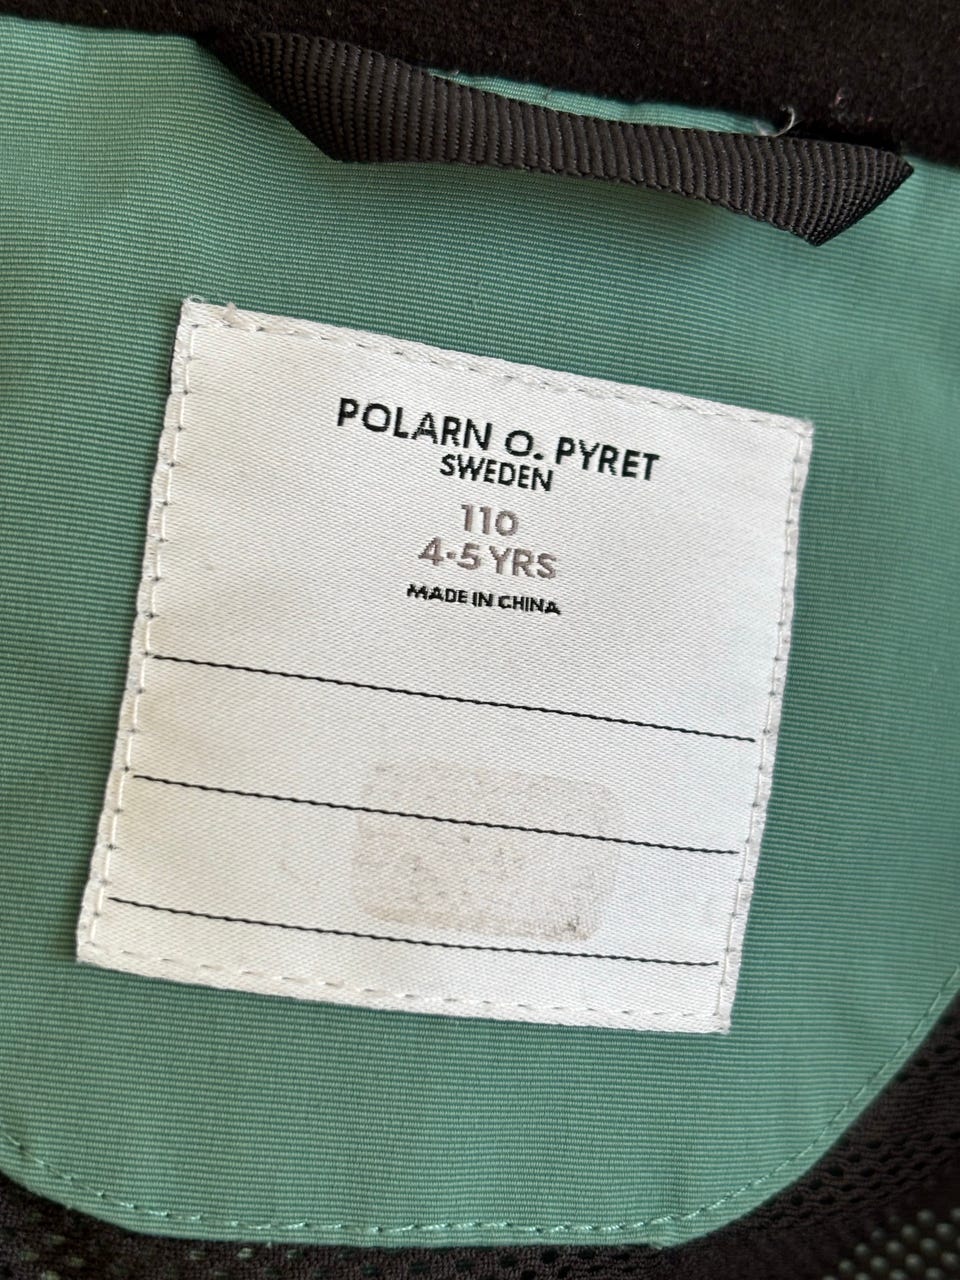 POLARN O. PYRET
SWEDEN
110
4-5 YRS
MADE IN CHINA